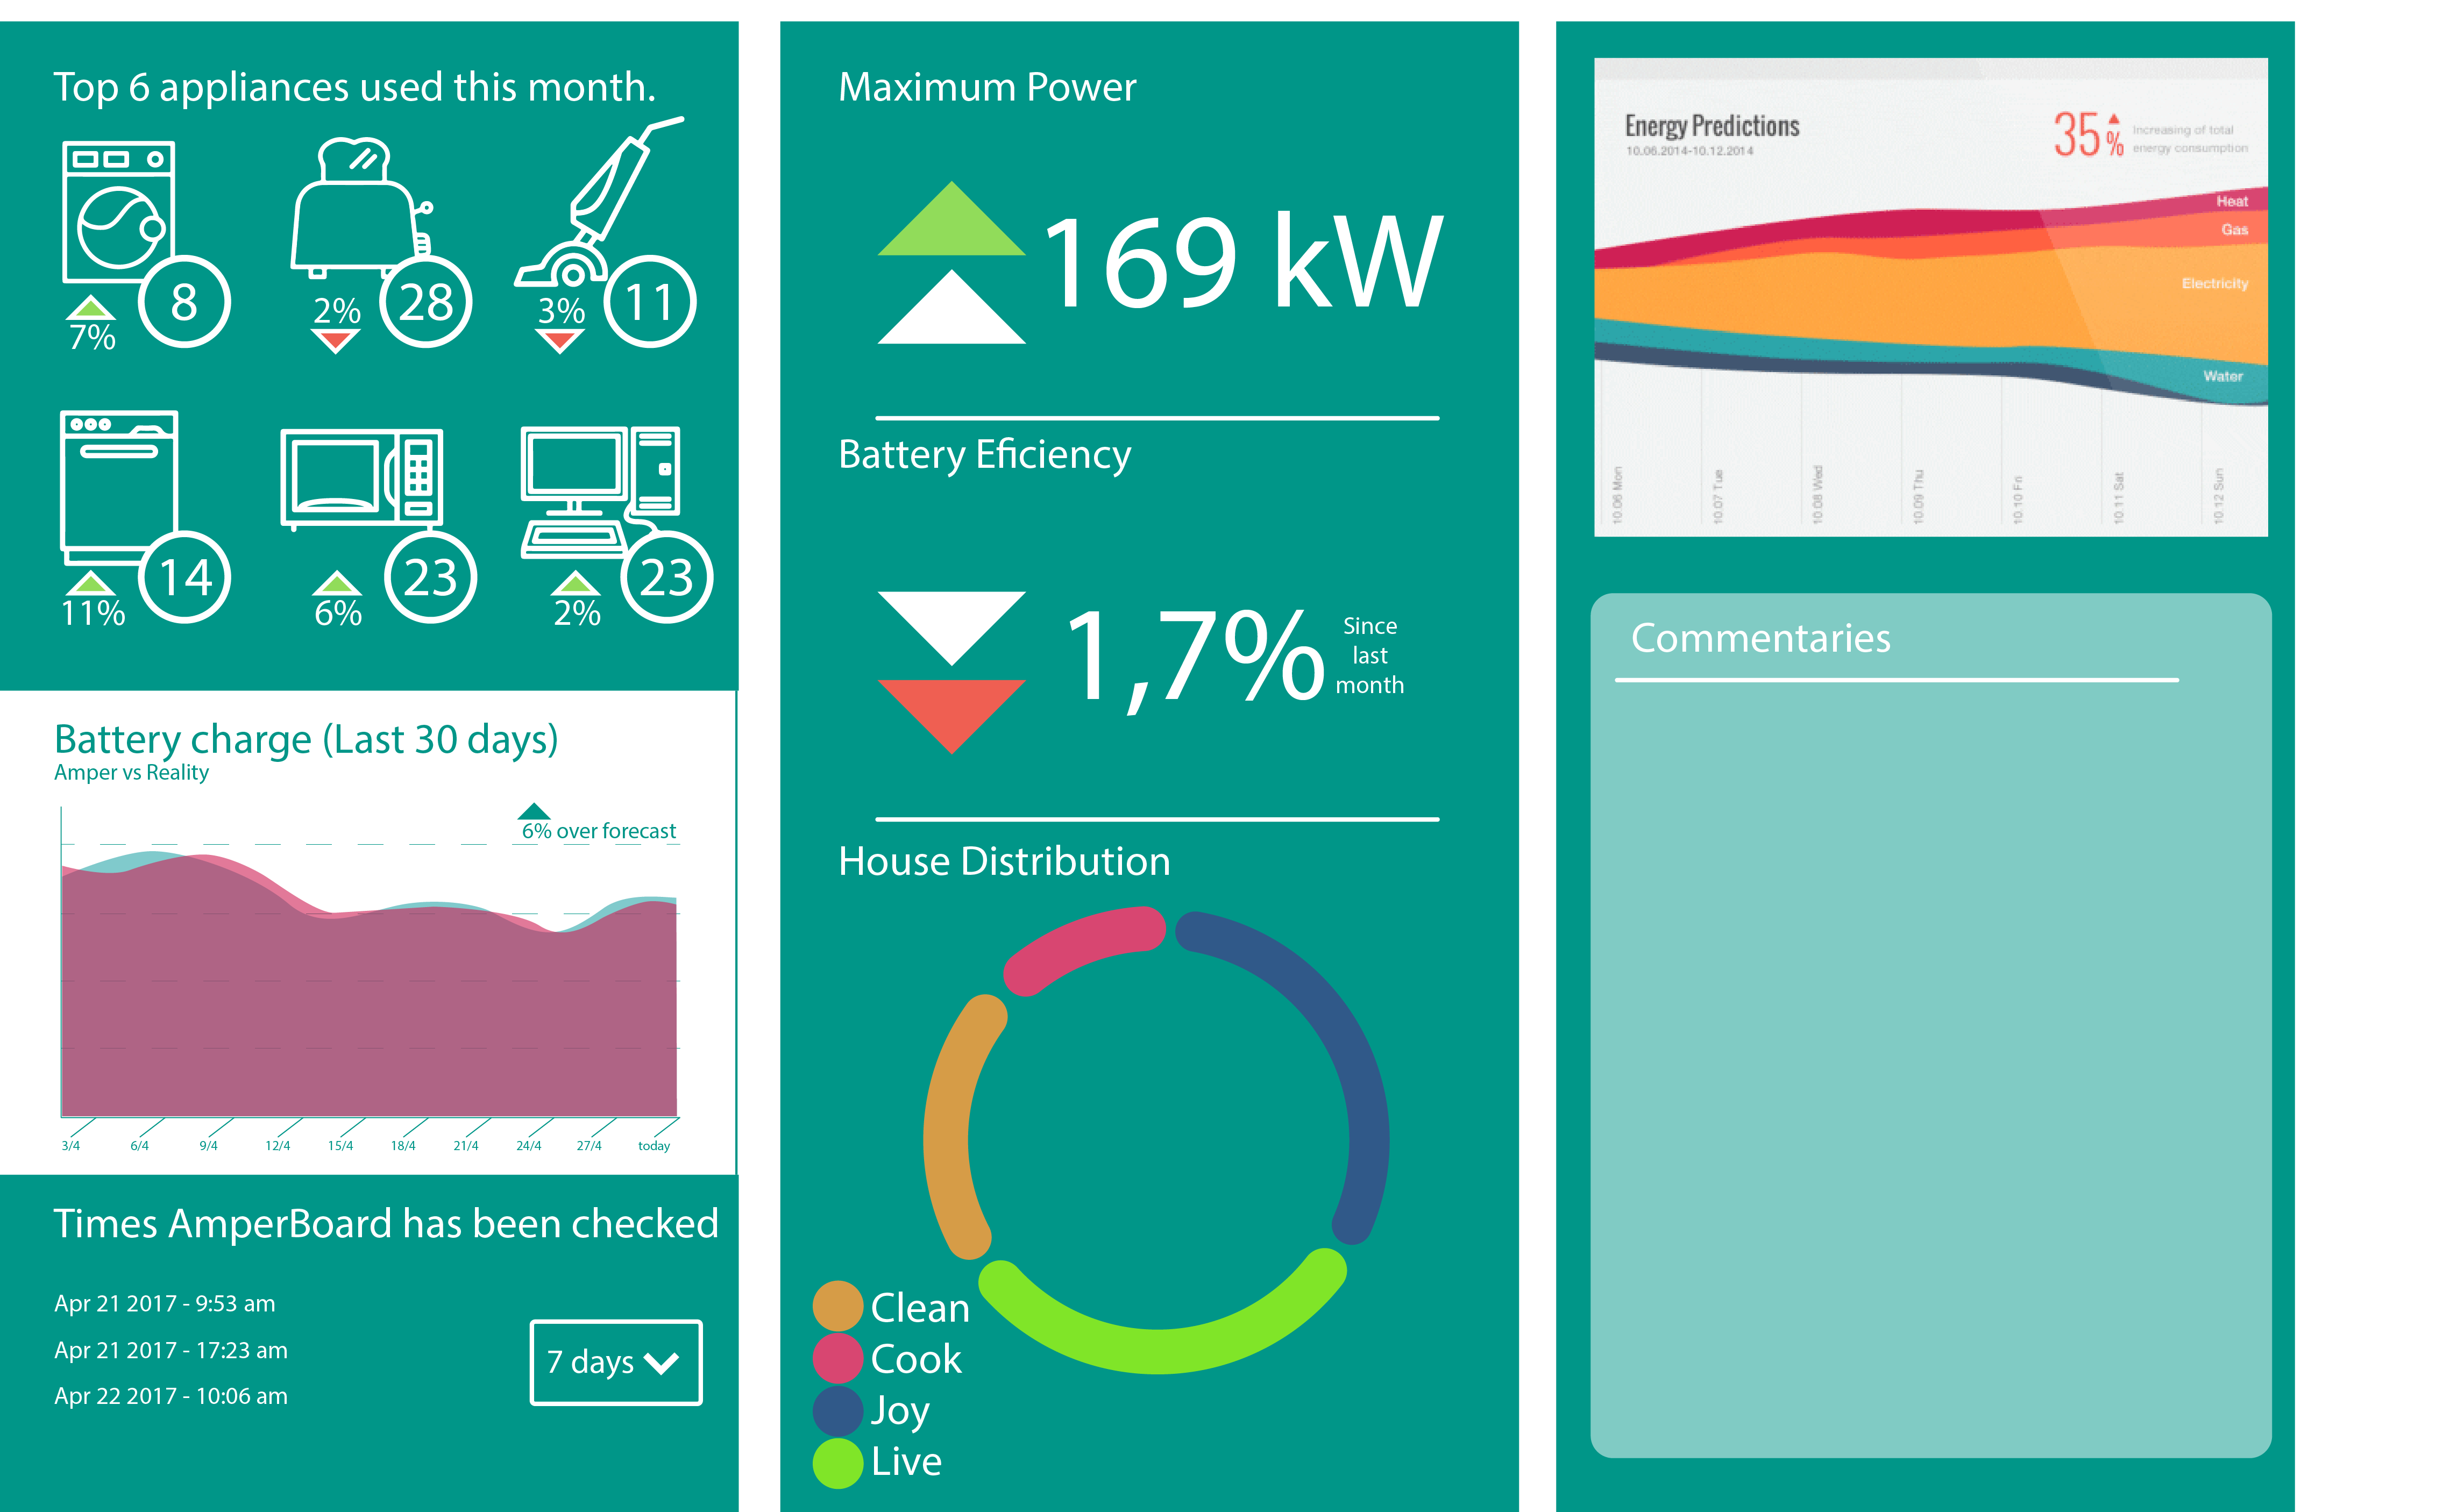 Top 6 appliances used this month.
8
7%
28
2%
11
3%
14
11%
23
6%
23
2%
Battery charge (Last 30 days)
Amper vs Reality
6% over forecast
3/4 6/4 9/4 12/4 15/4 18/4 21/4 24/4 27/4 today
Times AmperBoard has been checked
Apr 21 2017 - 9:53 am
Apr 21 2017 - 17:23 am
Apr 22 2017 - 10:06 am
7 days
Maximum Power
169 kW
Battery Eficiency
1,7%
Since
last
month
House Distribution
Clean
Cook
Joy
Live
Energy Predictions
10.06.2014-10.12.2014
35%
Increasing of total
energy consumption
Heat
Gas
Electricity
Water
10.06 Mon
10.07 Tue
10.08 Wed
10.09 Thu
10.10 Fri
10.11 Sat
10.12 Sun
Commentaries